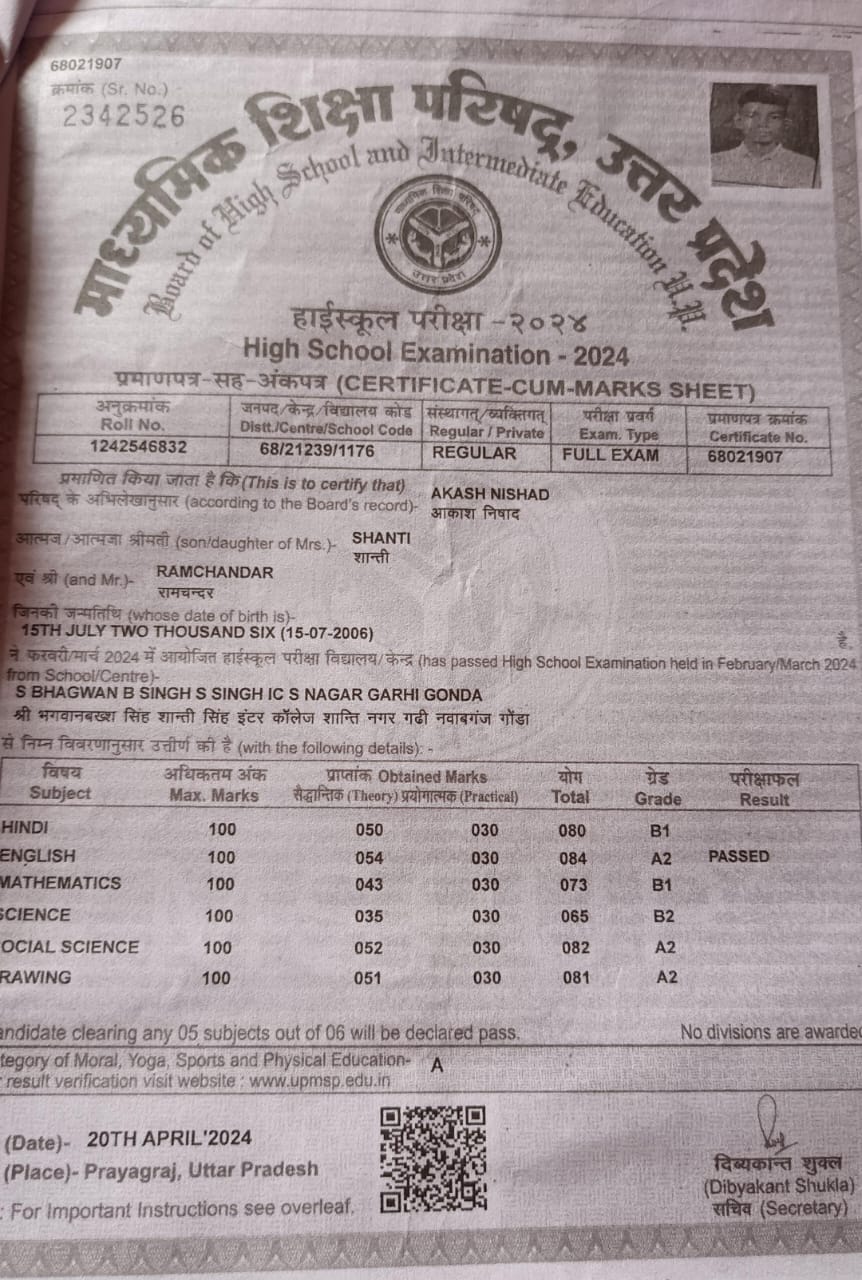 68021907
क्रमांक (Sr. No.) -
2342526
माध्यमिक शिक्षा परिषद्, उत्तर प्रदेश
Board of High School and Intermediate Education U.P.
माध्यमिक शिक्षा परिषद्
उत्तर प्रदेश
हाईस्कूल परीक्षा -२०२४
High School Examination - 2024
प्रमाणपत्र-सह-अंकपत्र (CERTIFICATE-CUM-MARKS SHEET)
अनुक्रमांक जनपद/केन्द्र/विद्यालय कोड संस्थागत/व्यक्तिगत् परीक्षा प्रवर्ग प्रमाणपत्र क्रमांक
Roll No. Distt./Centre/School Code Regular / Private Exam. Type Certificate No.
1242546832 68/21239/1176 REGULAR FULL EXAM 68021907
प्रमाणित किया जाता है कि(This is to certify that)
परिषद् के अभिलेखानुसार (according to the Board's record)- AKASH NISHAD
आकाश निषाद
आत्मज/आत्मजा श्रीमती (son/daughter of Mrs.)- SHANTI
शान्ती
एवं श्री (and Mr.)- RAMCHANDAR
रामचन्दर
जिनकी जन्मतिथि (whose date of birth is)-
15TH JULY TWO THOUSAND SIX (15-07-2006) है,
ने फरवरी/मार्च 2024 में आयोजित हाईस्कूल परीक्षा विद्यालय/ केन्द्र (has passed High School Examination held in February/March 2024
from School/Centre)-
S BHAGWAN B SINGH S SINGH IC S NAGAR GARHI GONDA
श्री भगवानबख्श सिंह शान्ती सिंह इंटर कॉलेज शान्ति नगर गढी नवाबगंज गोंडा
से निम्न विवरणानुसार उत्तीर्ण की है (with the following details): -
विषय अधिकतम अंक प्राप्तांक Obtained Marks योग ग्रेड परीक्षाफल
Subject Max. Marks सैद्धान्तिक (Theory) प्रयोगात्मक (Practical) Total Grade Result
HINDI 100 050 030 080 B1
ENGLISH 100 054 030 084 A2 PASSED
MATHEMATICS 100 043 030 073 B1
SCIENCE 100 035 030 065 B2
OCIAL SCIENCE 100 052 030 082 A2
RAWING 100 051 030 081 A2
andidate clearing any 05 subjects out of 06 will be declared pass. No divisions are awarded
tegory of Moral, Yoga, Sports and Physical Education- A
result verification visit website : www.upmsp.edu.in
(Date)- 20TH APRIL'2024
(Place)- Prayagraj, Uttar Pradesh
: For Important Instructions see overleaf.
दिब्यकान्त शुक्ल
(Dibyakant Shukla)
सचिव (Secretary)